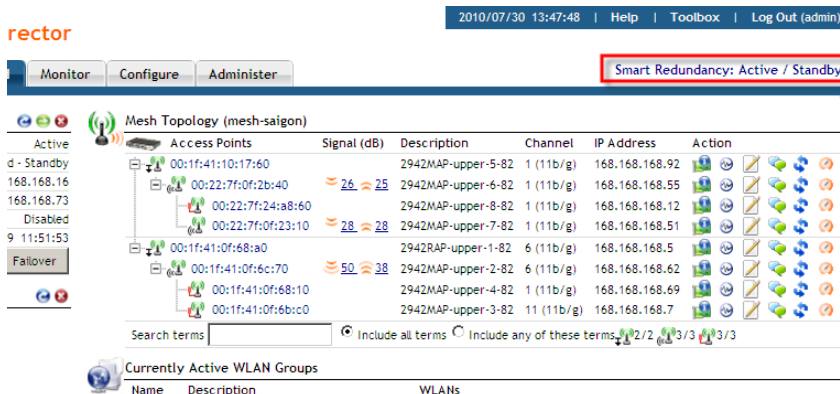 2010/07/30 13:47:48 | Help | Toolbox | Log Out (admin)
rector
Monitor Configure Administer
Smart Redundancy: Active / Standby
Active
d - Standby
168.168.16
168.168.73
Disabled
9 11:51:53
Failover
Mesh Topology (mesh-saigon)
Access Points Signal (dB) Description Channel IP Address Action
00:1f:41:10:17:60 2942MAP-upper-5-82 1 (11b/g) 168.168.168.92
00:22:7f:0f:2b:40 26 25 2942MAP-upper-6-82 1 (11b/g) 168.168.168.55
00:22:7f:24:a8:60 2942MAP-upper-8-82 1 (11b/g) 168.168.168.12
00:22:7f:0f:23:10 28 28 2942MAP-upper-7-82 1 (11b/g) 168.168.168.51
00:1f:41:0f:68:a0 2942RAP-upper-1-82 6 (11b/g) 168.168.168.5
00:1f:41:0f:6c:70 50 38 2942MAP-upper-2-82 6 (11b/g) 168.168.168.62
00:1f:41:0f:68:10 2942MAP-upper-4-82 1 (11b/g) 168.168.168.69
00:1f:41:0f:6b:c0 2942MAP-upper-3-82 11 (11b/g) 168.168.168.7
Search terms Include all terms Include any of these terms 2/2 3/3 3/3
Currently Active WLAN Groups
Name Description WLANs